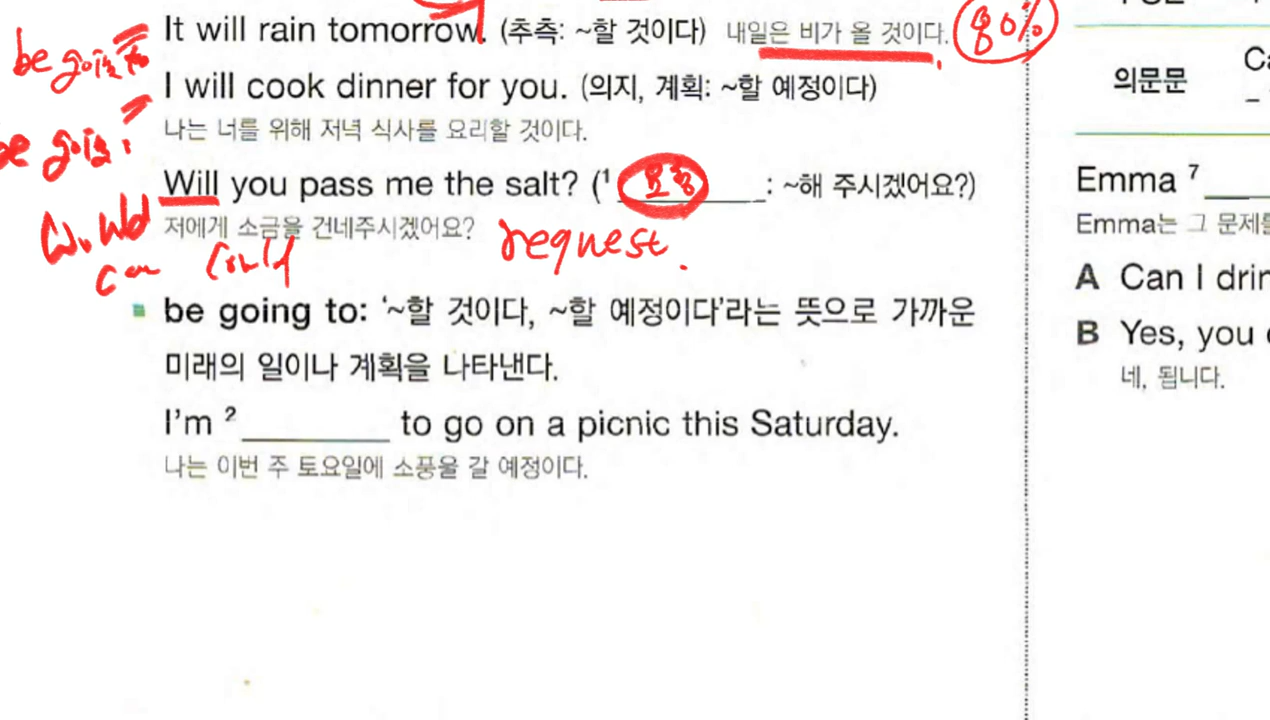 It will rain tomorrow. (추측: ~할 것이다) 내일은 비가 올 것이다. 80%
be going to
I will cook dinner for you. (의지, 계획: ~할 예정이다)
나는 너를 위해 저녁 식사를 요리할 것이다.
be going
Will you pass me the salt? (¹ 요청 : ~해 주시겠어요?)
저에게 소금을 건네주시겠어요?
request.
Would
can could
be going to: ‘~할 것이다, ~할 예정이다’라는 뜻으로 가까운
미래의 일이나 계획을 나타낸다.
I’m ² ________ to go on a picnic this Saturday.
나는 이번 주 토요일에 소풍을 갈 예정이다.
의문문
Emma ⁷
Emma는 그 문제를
A Can I
B Yes, you
네, 됩니다.